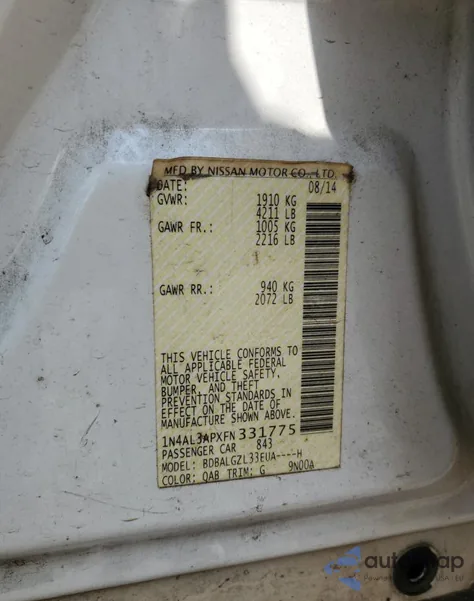 MFD BY NISSAN MOTOR CO., LTD.
DATE: 08/14
GVWR: 1910 KG
4211 LB
GAWR FR.: 1005 KG
2216 LB
GAWR RR.: 940 KG
2072 LB
THIS VEHICLE CONFORMS TO
ALL APPLICABLE FEDERAL
MOTOR VEHICLE SAFETY,
BUMPER, AND THEFT
PREVENTION STANDARDS IN
EFFECT ON THE DATE OF
MANUFACTURE SHOWN ABOVE.
1N4AL3APXFN331775
PASSENGER CAR 843
MODEL: BDBALGZL33EUA----H
COLOR: QAB TRIM: G 9N00A